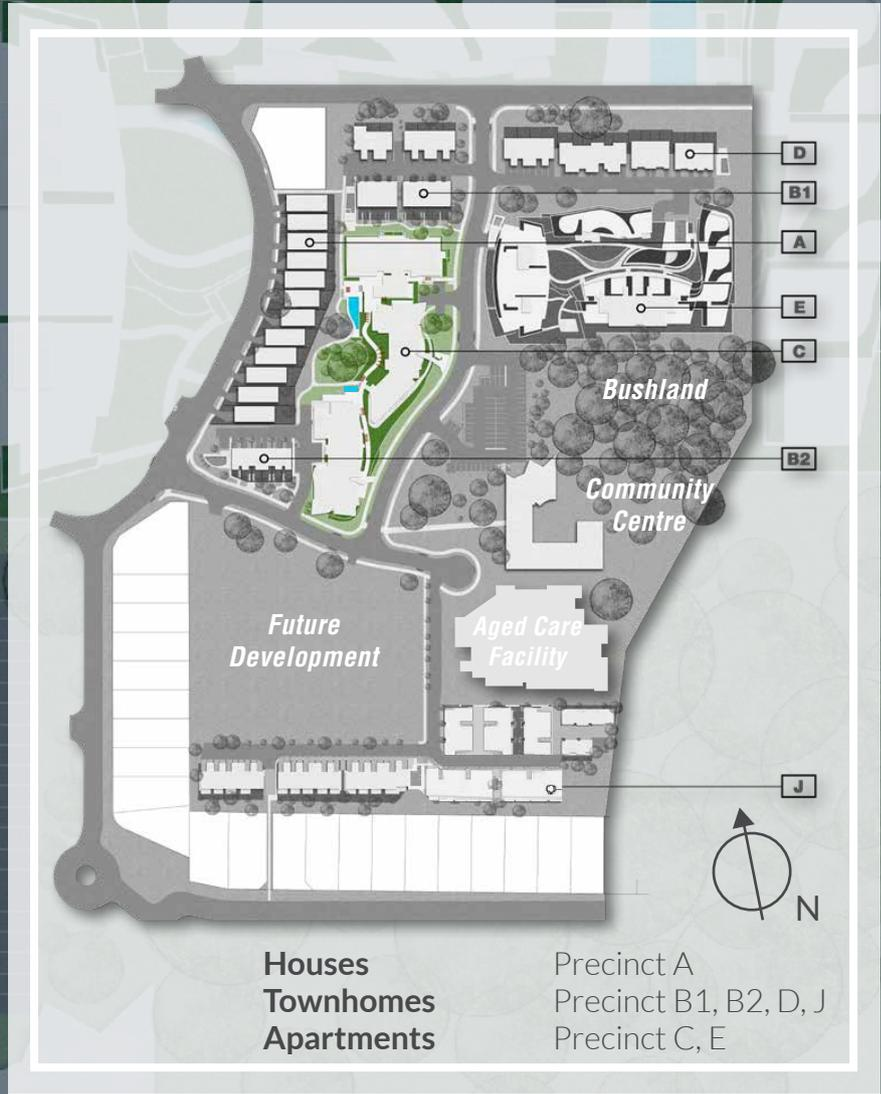 D
B1
A
E
C
Bushland
B2
Community
Centre
Future
Development
Aged Care
Facility
J
N
Houses Precinct A
Townhomes Precinct B1, B2, D, J
Apartments Precinct C, E